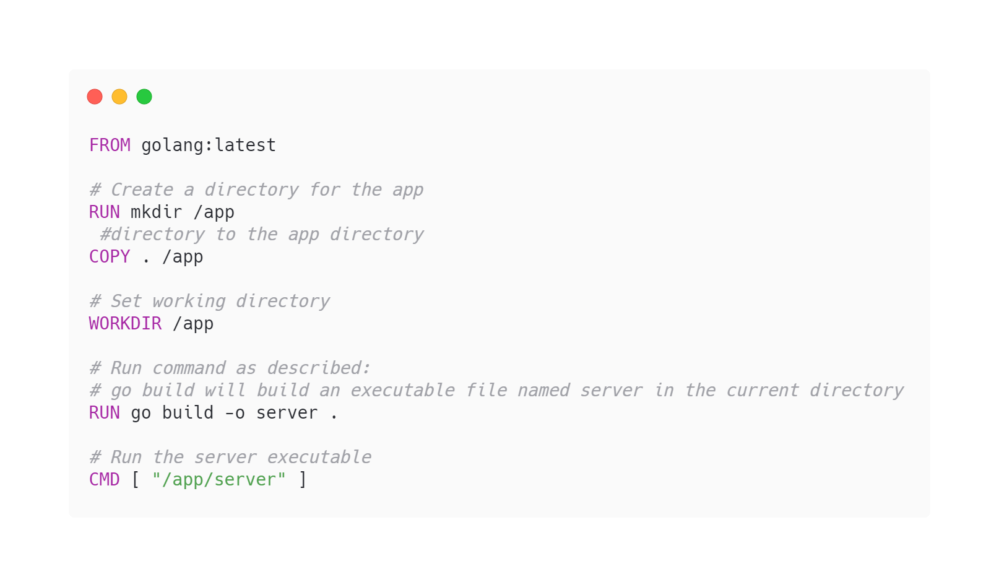 FROM golang:latest
# Create a directory for the app
RUN mkdir /app
#directory to the app directory
COPY . /app
# Set working directory
WORKDIR /app
# Run command as described:
# go build will build an executable file named server in the current directory
RUN go build -o server .
# Run the server executable
CMD [ "/app/server" ]